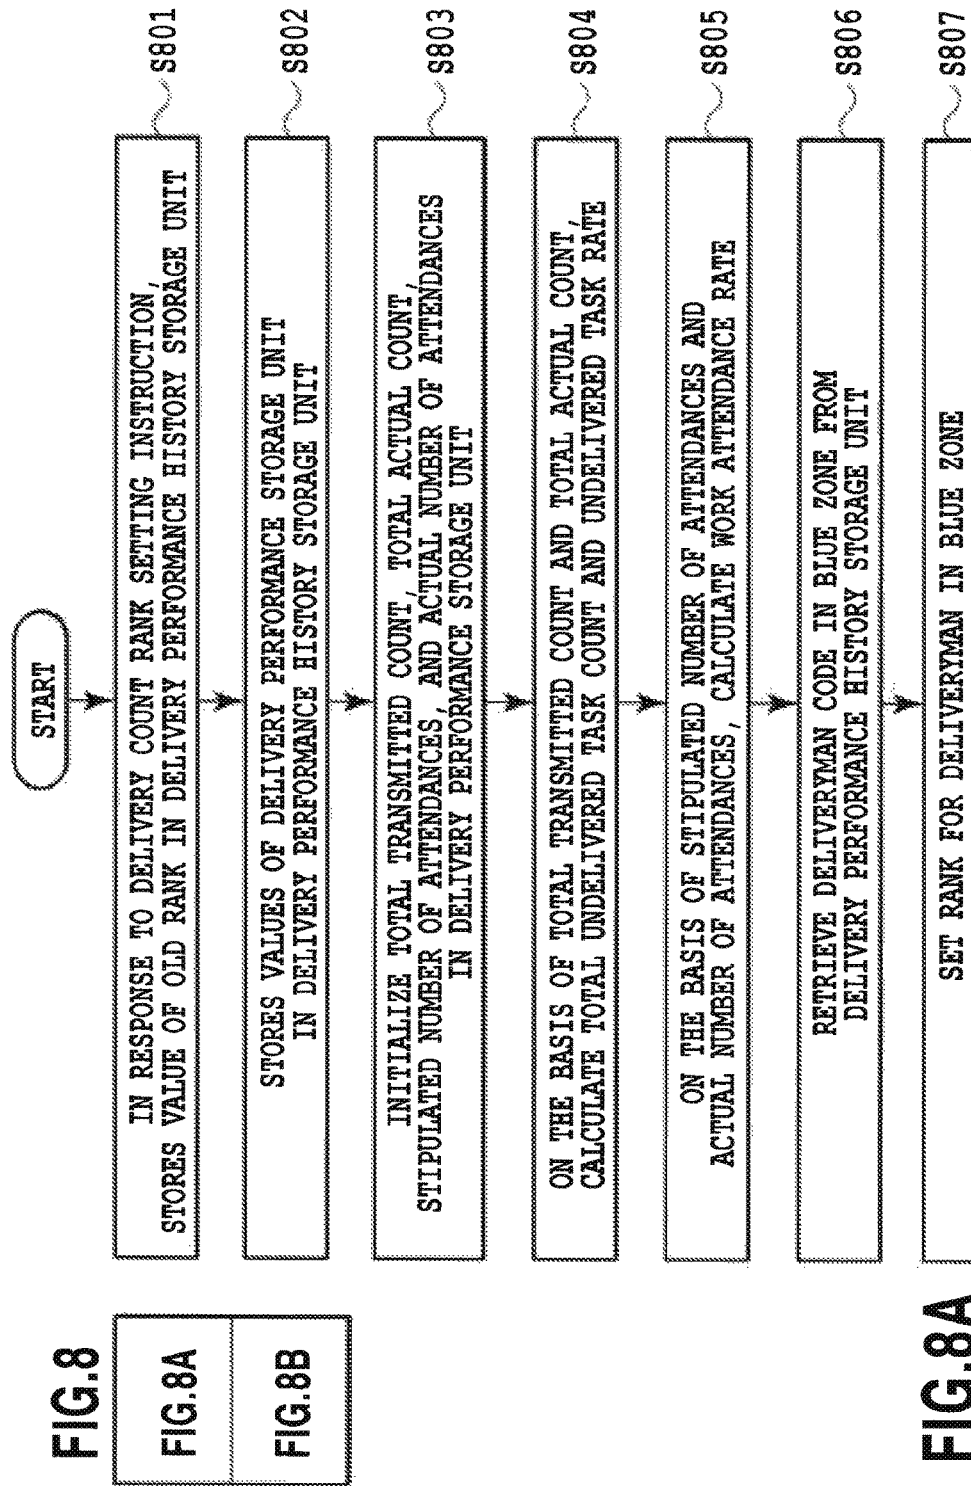 FIG.8
FIG.8A
FIG.8B
START
IN RESPONSE TO DELIVERY COUNT RANK SETTING INSTRUCTION,
STORES VALUE OF OLD RANK IN DELIVERY PERFORMANCE HISTORY STORAGE UNIT
S801
STORES VALUES OF DELIVERY PERFORMANCE STORAGE UNIT
IN DELIVERY PERFORMANCE HISTORY STORAGE UNIT
S802
INITIALIZE TOTAL TRANSMITTED COUNT, TOTAL ACTUAL COUNT,
STIPULATED NUMBER OF ATTENDANCES, AND ACTUAL NUMBER OF ATTENDANCES
IN DELIVERY PERFORMANCE STORAGE UNIT
S803
ON THE BASIS OF TOTAL TRANSMITTED COUNT AND TOTAL ACTUAL COUNT,
CALCULATE TOTAL UNDELIVERED TASK COUNT AND UNDELIVERED TASK RATE
S804
ON THE BASIS OF STIPULATED NUMBER OF ATTENDANCES AND
ACTUAL NUMBER OF ATTENDANCES, CALCULATE WORK ATTENDANCE RATE
S805
RETRIEVE DELIVERYMAN CODE IN BLUE ZONE FROM
DELIVERY PERFORMANCE HISTORY STORAGE UNIT
S806
SET RANK FOR DELIVERYMAN IN BLUE ZONE
S807
FIG.8A